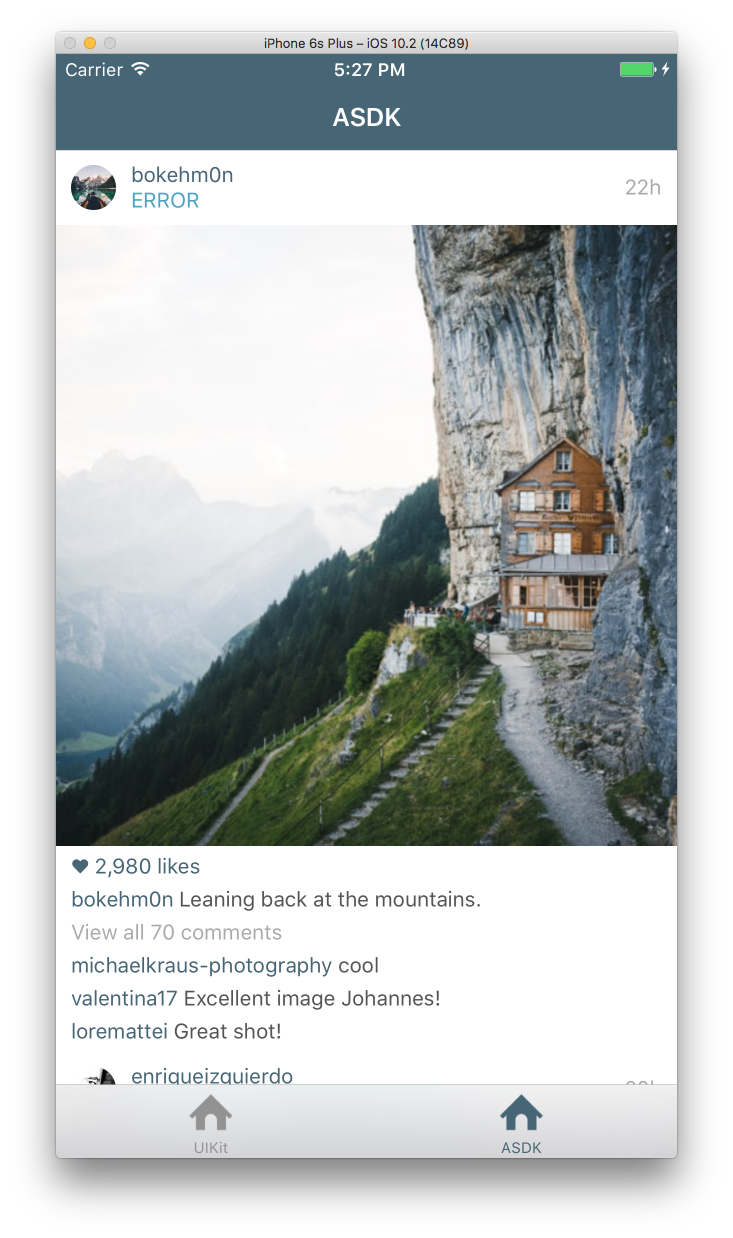 iPhone 6s Plus – iOS 10.2 (14C89)
Carrier 5:27 PM
ASDK
bokehm0n
ERROR
22h
♥ 2,980 likes
bokehm0n Leaning back at the mountains.
View all 70 comments
michaelkraus-photography cool
valentina17 Excellent image Johannes!
loremattei Great shot!
enriqueizquierdo
UIKit
ASDK